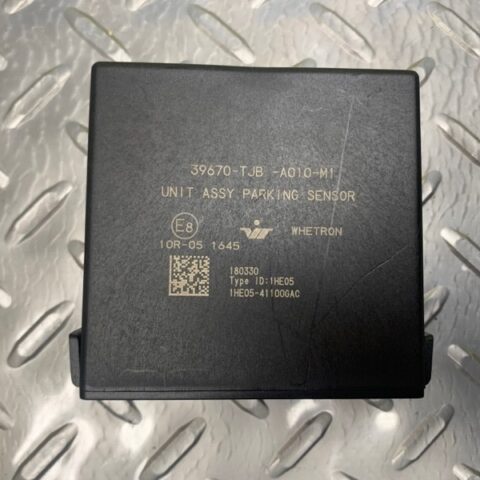 39670-TJB -A010-M1
UNIT ASSY.PARKING SENSOR
E8 WHETRON
10R-05 1645
180330
Type ID:1HE05
1HE05-41100GAC